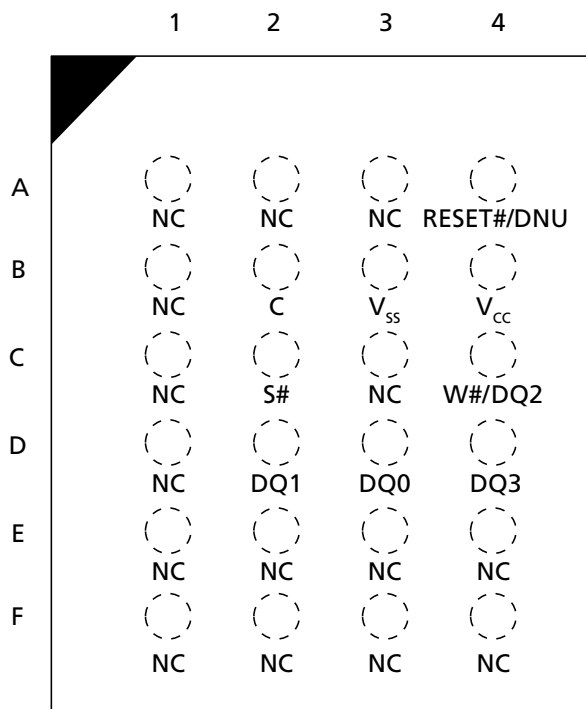 1 2 3 4
A
NC NC NC RESET#/DNU
B
NC C VSS VCC
C
NC S# NC W#/DQ2
D
NC DQ1 DQ0 DQ3
E
NC NC NC NC
F
NC NC NC NC